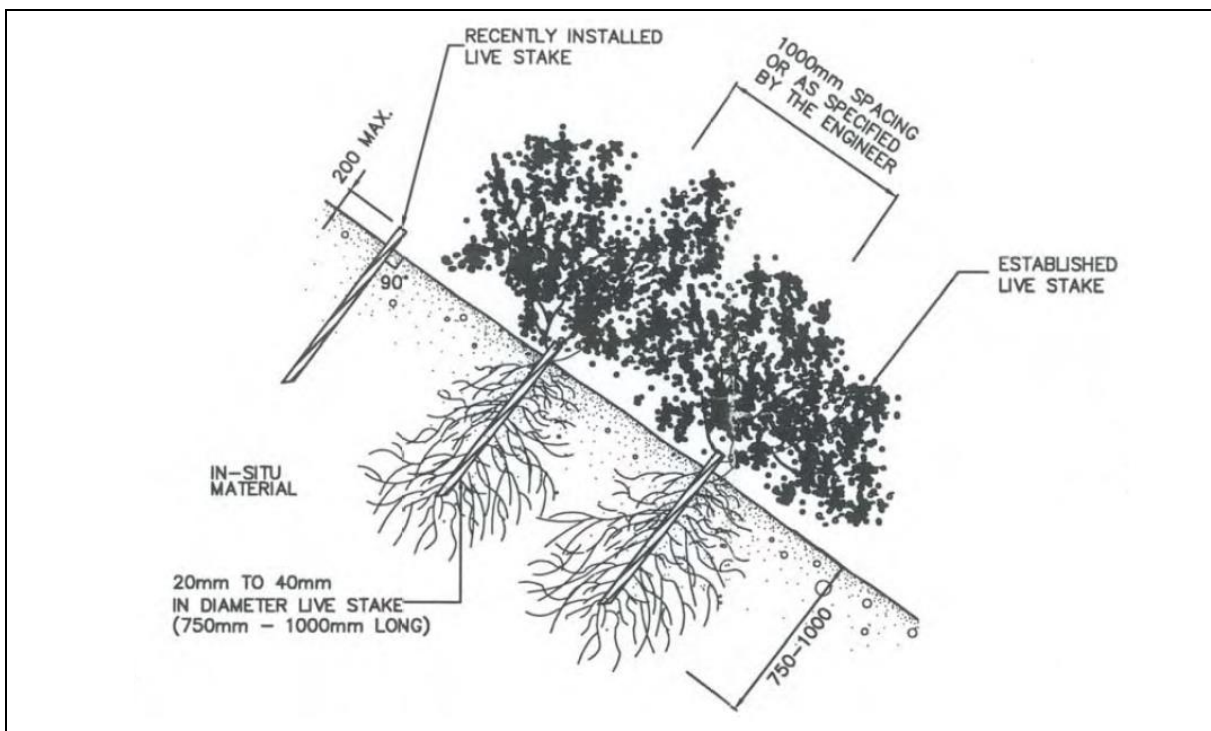 RECENTLY INSTALLED
LIVE STAKE
1000mm SPACING
OR AS SPECIFIED
BY THE ENGINEER
200 MAX.
90°
ESTABLISHED
LIVE STAKE
IN-SITU
MATERIAL
20mm TO 40mm
IN DIAMETER LIVE STAKE
(750mm - 1000mm LONG)
750-1000